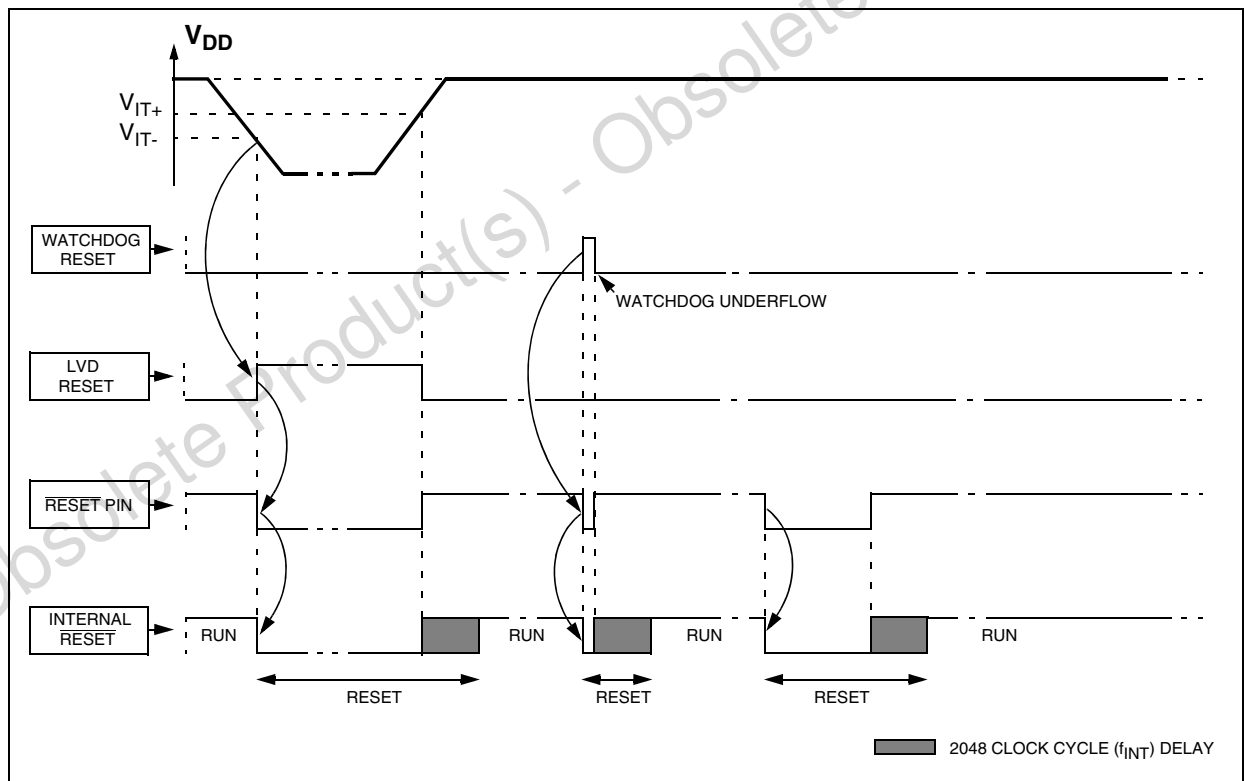 VDD
VIT+
VIT-
WATCHDOG
RESET
WATCHDOG UNDERFLOW
LVD
RESET
RESET PIN
INTERNAL
RESET
RUN
RUN
RUN
RUN
RESET
RESET
RESET
2048 CLOCK CYCLE (fINT) DELAY
Obsolete Product(s) - Obsolete